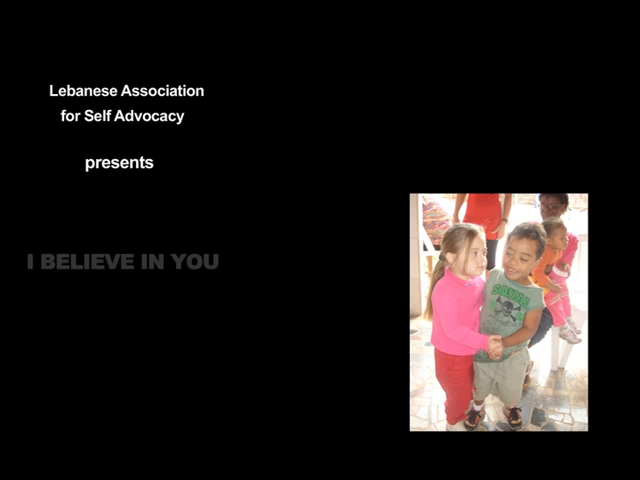 Lebanese Association
for Self Advocacy
presents
I BELIEVE IN YOU